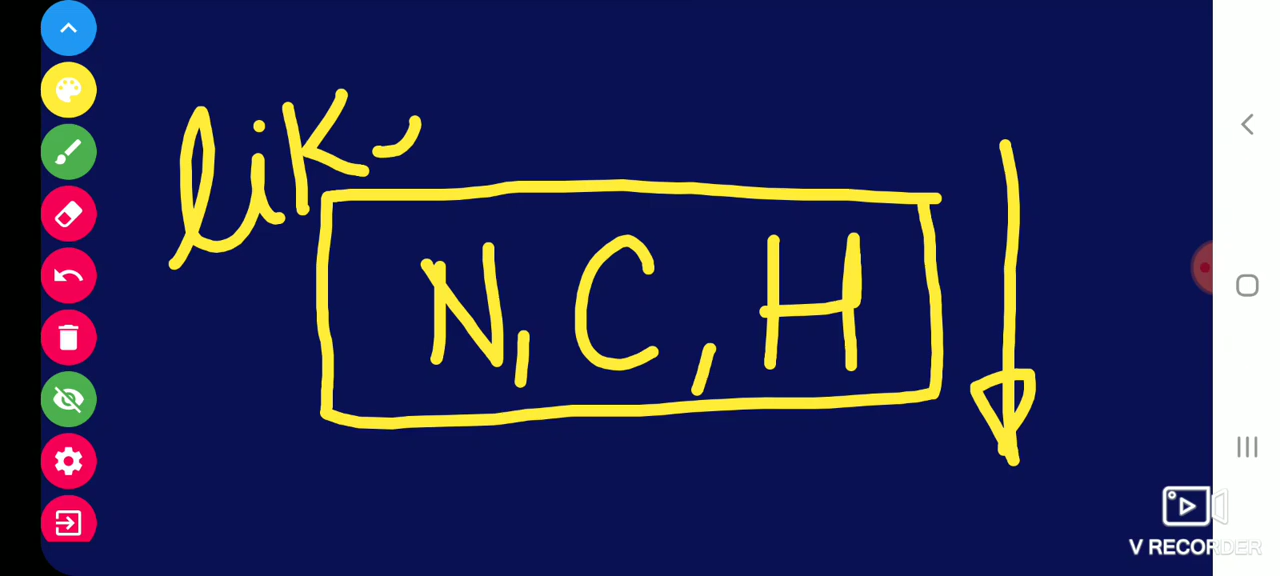 lik
N, C, H
V RECORDER